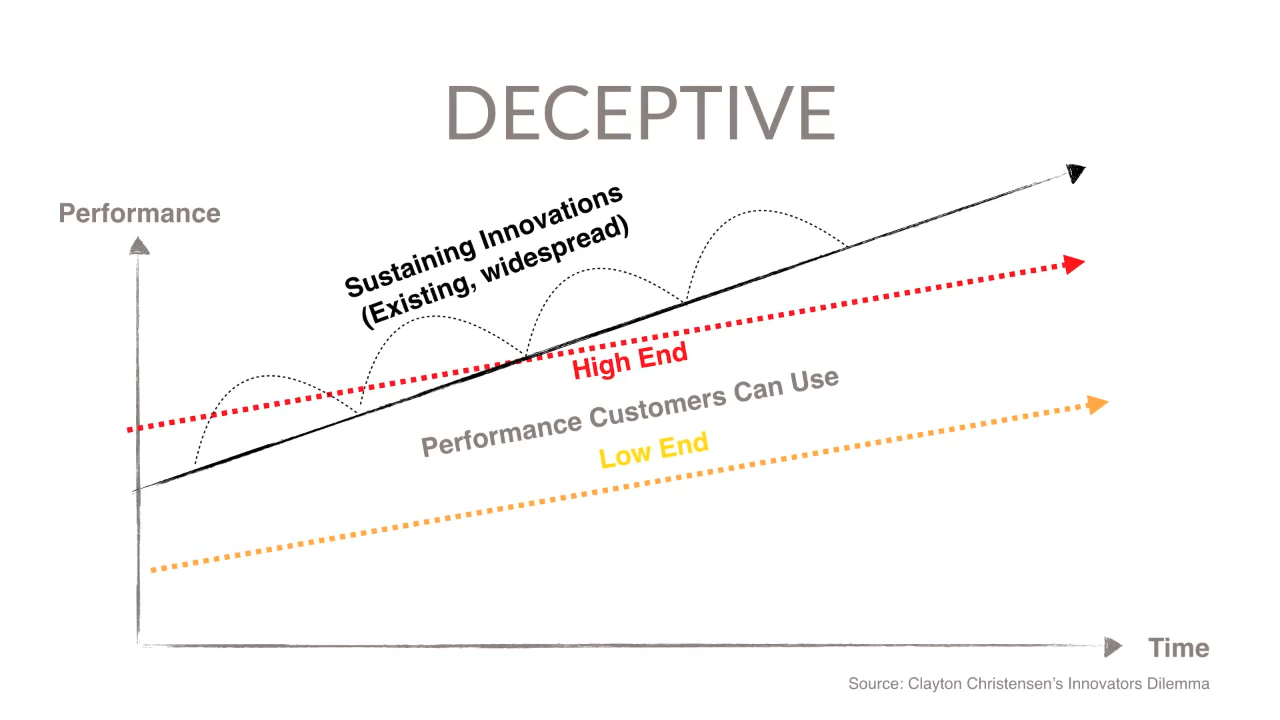 DECEPTIVE
Performance
Sustaining Innovations
(Existing, widespread)
High End
Performance Customers Can Use
Low End
Time
Source: Clayton Christensen’s Innovators Dilemma